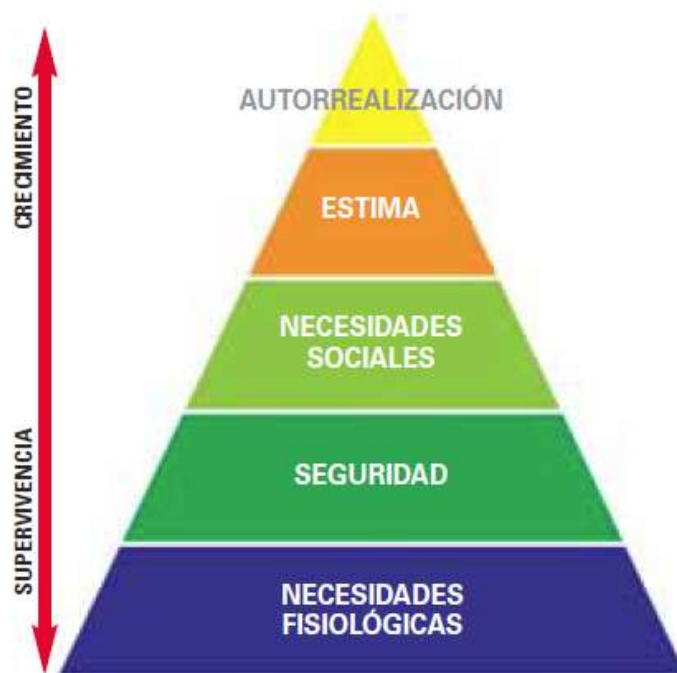 CRECIMIENTO
SUPERVIVENCIA
AUTORREALIZACIÓN
ESTIMA
NECESIDADES
SOCIALES
SEGURIDAD
NECESIDADES
FISIOLÓGICAS